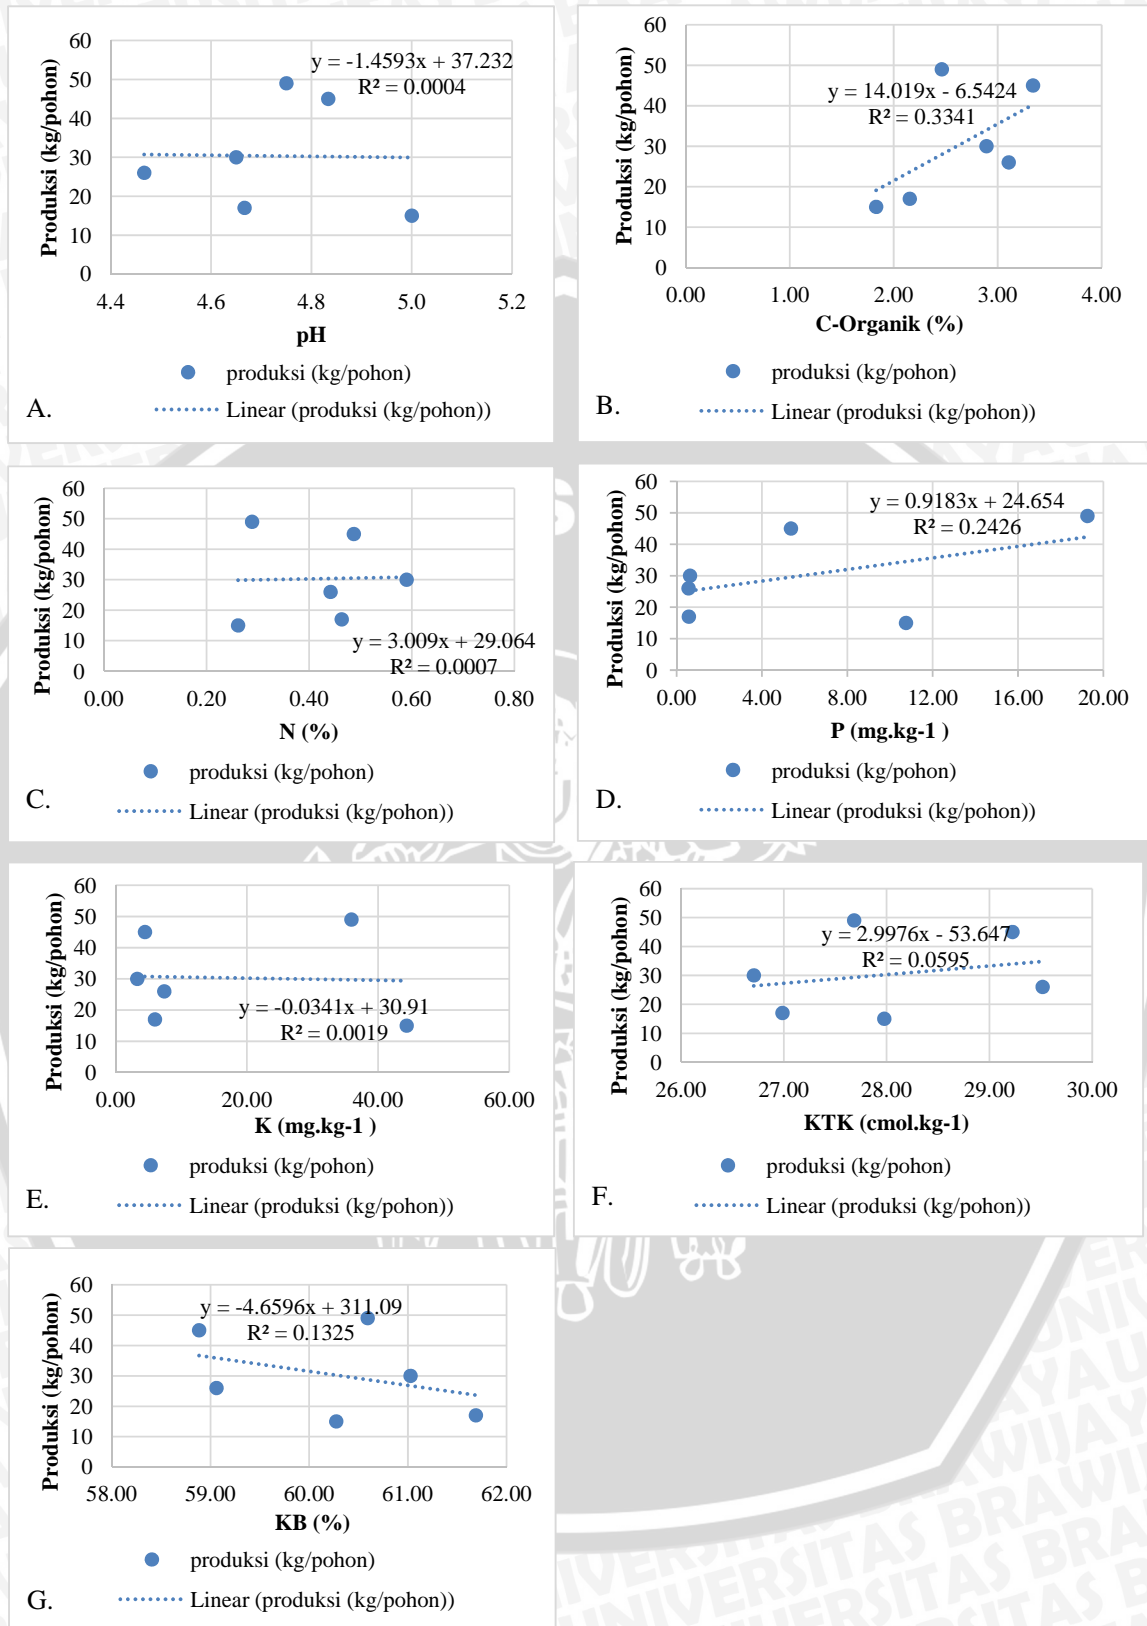 60
50
40
30
20
10
0
Produksi (kg/pohon)
y = -1.4593x + 37.232
R² = 0.0004
4.4 4.6 4.8 5.0 5.2
pH
produksi (kg/pohon)
Linear (produksi (kg/pohon))
A.
60
50
40
30
20
10
0
Produksi (kg/pohon)
y = 14.019x - 6.5424
R² = 0.3341
0.00 1.00 2.00 3.00 4.00
C-Organik (%)
produksi (kg/pohon)
Linear (produksi (kg/pohon))
B.
60
50
40
30
20
10
0
Produksi (kg/pohon)
y = 3.009x + 29.064
R² = 0.0007
0.00 0.20 0.40 0.60 0.80
N (%)
produksi (kg/pohon)
Linear (produksi (kg/pohon))
C.
60
50
40
30
20
10
0
Produksi (kg/pohon)
y = 0.9183x + 24.654
R² = 0.2426
0.00 4.00 8.00 12.00 16.00 20.00
P (mg.kg-1 )
produksi (kg/pohon)
Linear (produksi (kg/pohon))
D.
60
50
40
30
20
10
0
Produksi (kg/pohon)
y = -0.0341x + 30.91
R² = 0.0019
0.00 20.00 40.00 60.00
K (mg.kg-1 )
produksi (kg/pohon)
Linear (produksi (kg/pohon))
E.
60
50
40
30
20
10
0
Produksi (kg/pohon)
y = 2.9976x - 53.647
R² = 0.0595
26.00 27.00 28.00 29.00 30.00
KTK (cmol.kg-1)
produksi (kg/pohon)
Linear (produksi (kg/pohon))
F.
60
50
40
30
20
10
0
Produksi (kg/pohon)
y = -4.6596x + 311.09
R² = 0.1325
58.00 59.00 60.00 61.00 62.00
KB (%)
produksi (kg/pohon)
Linear (produksi (kg/pohon))
G.
UNIVERSITAS BRAWIJAYA